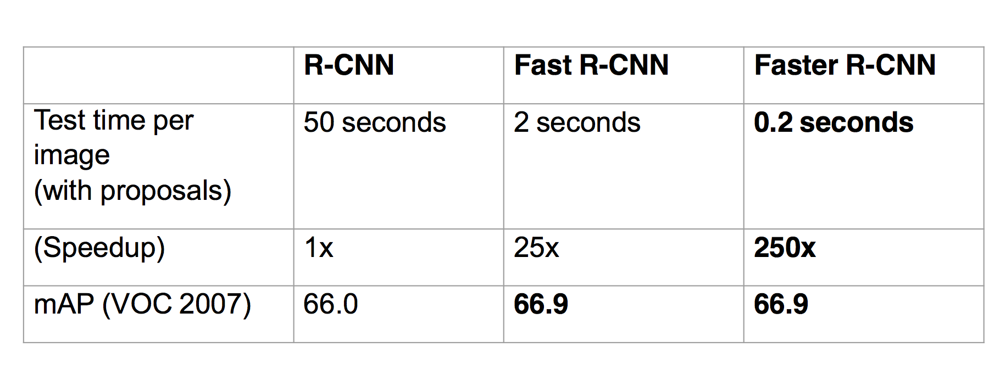 R-CNN Fast R-CNN Faster R-CNN
Test time per image (with proposals) 50 seconds 2 seconds 0.2 seconds
(Speedup) 1x 25x 250x
mAP (VOC 2007) 66.0 66.9 66.9